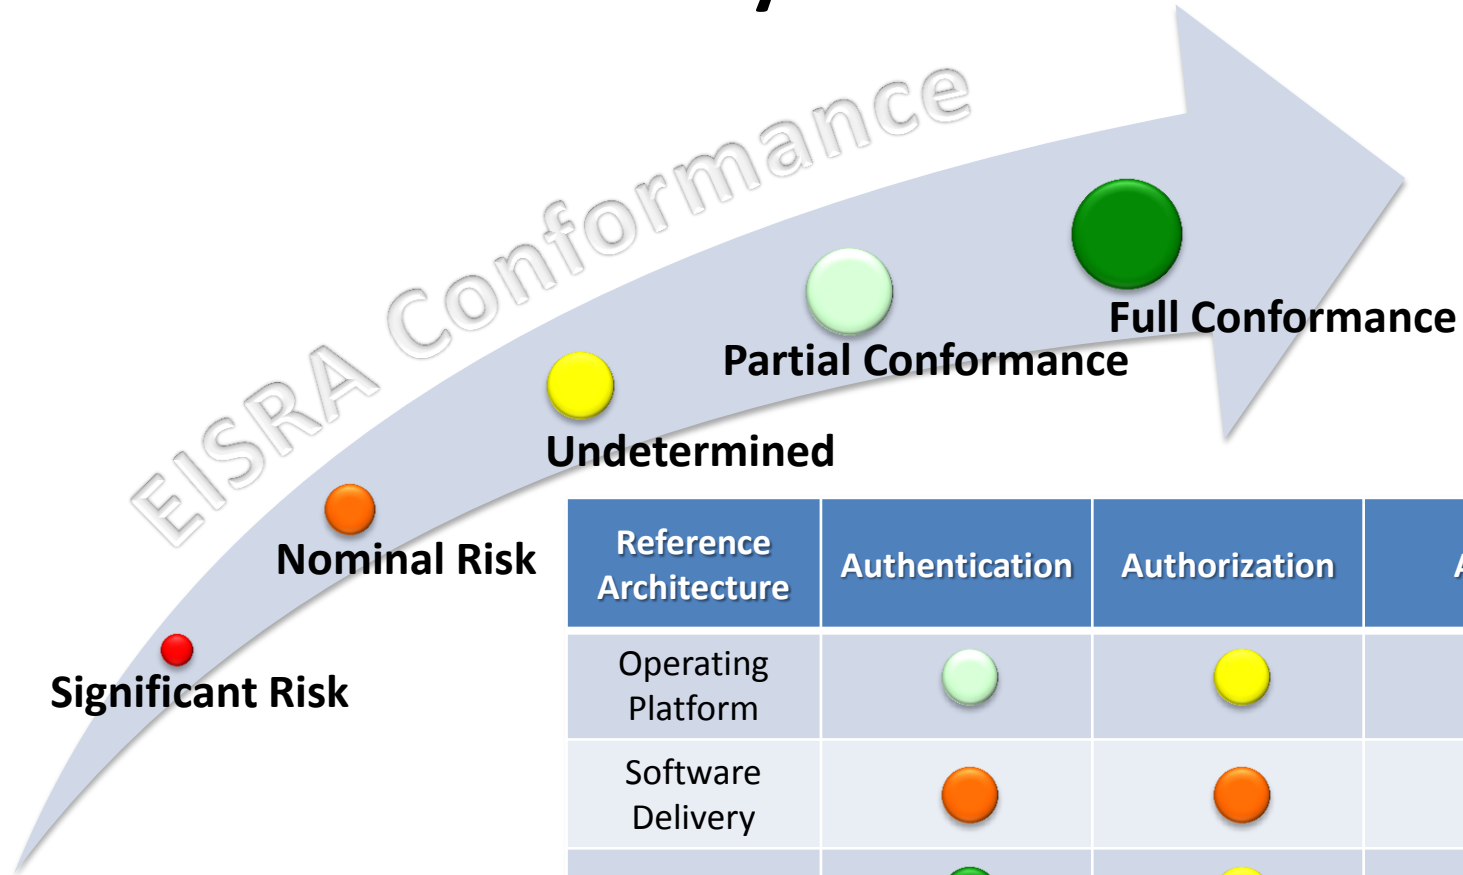 EISRA Conformance
Full Conformance
Partial Conformance
Undetermined
Nominal Risk
Significant Risk
Reference
Architecture
Authentication
Authorization
Operating
Platform
Software
Delivery